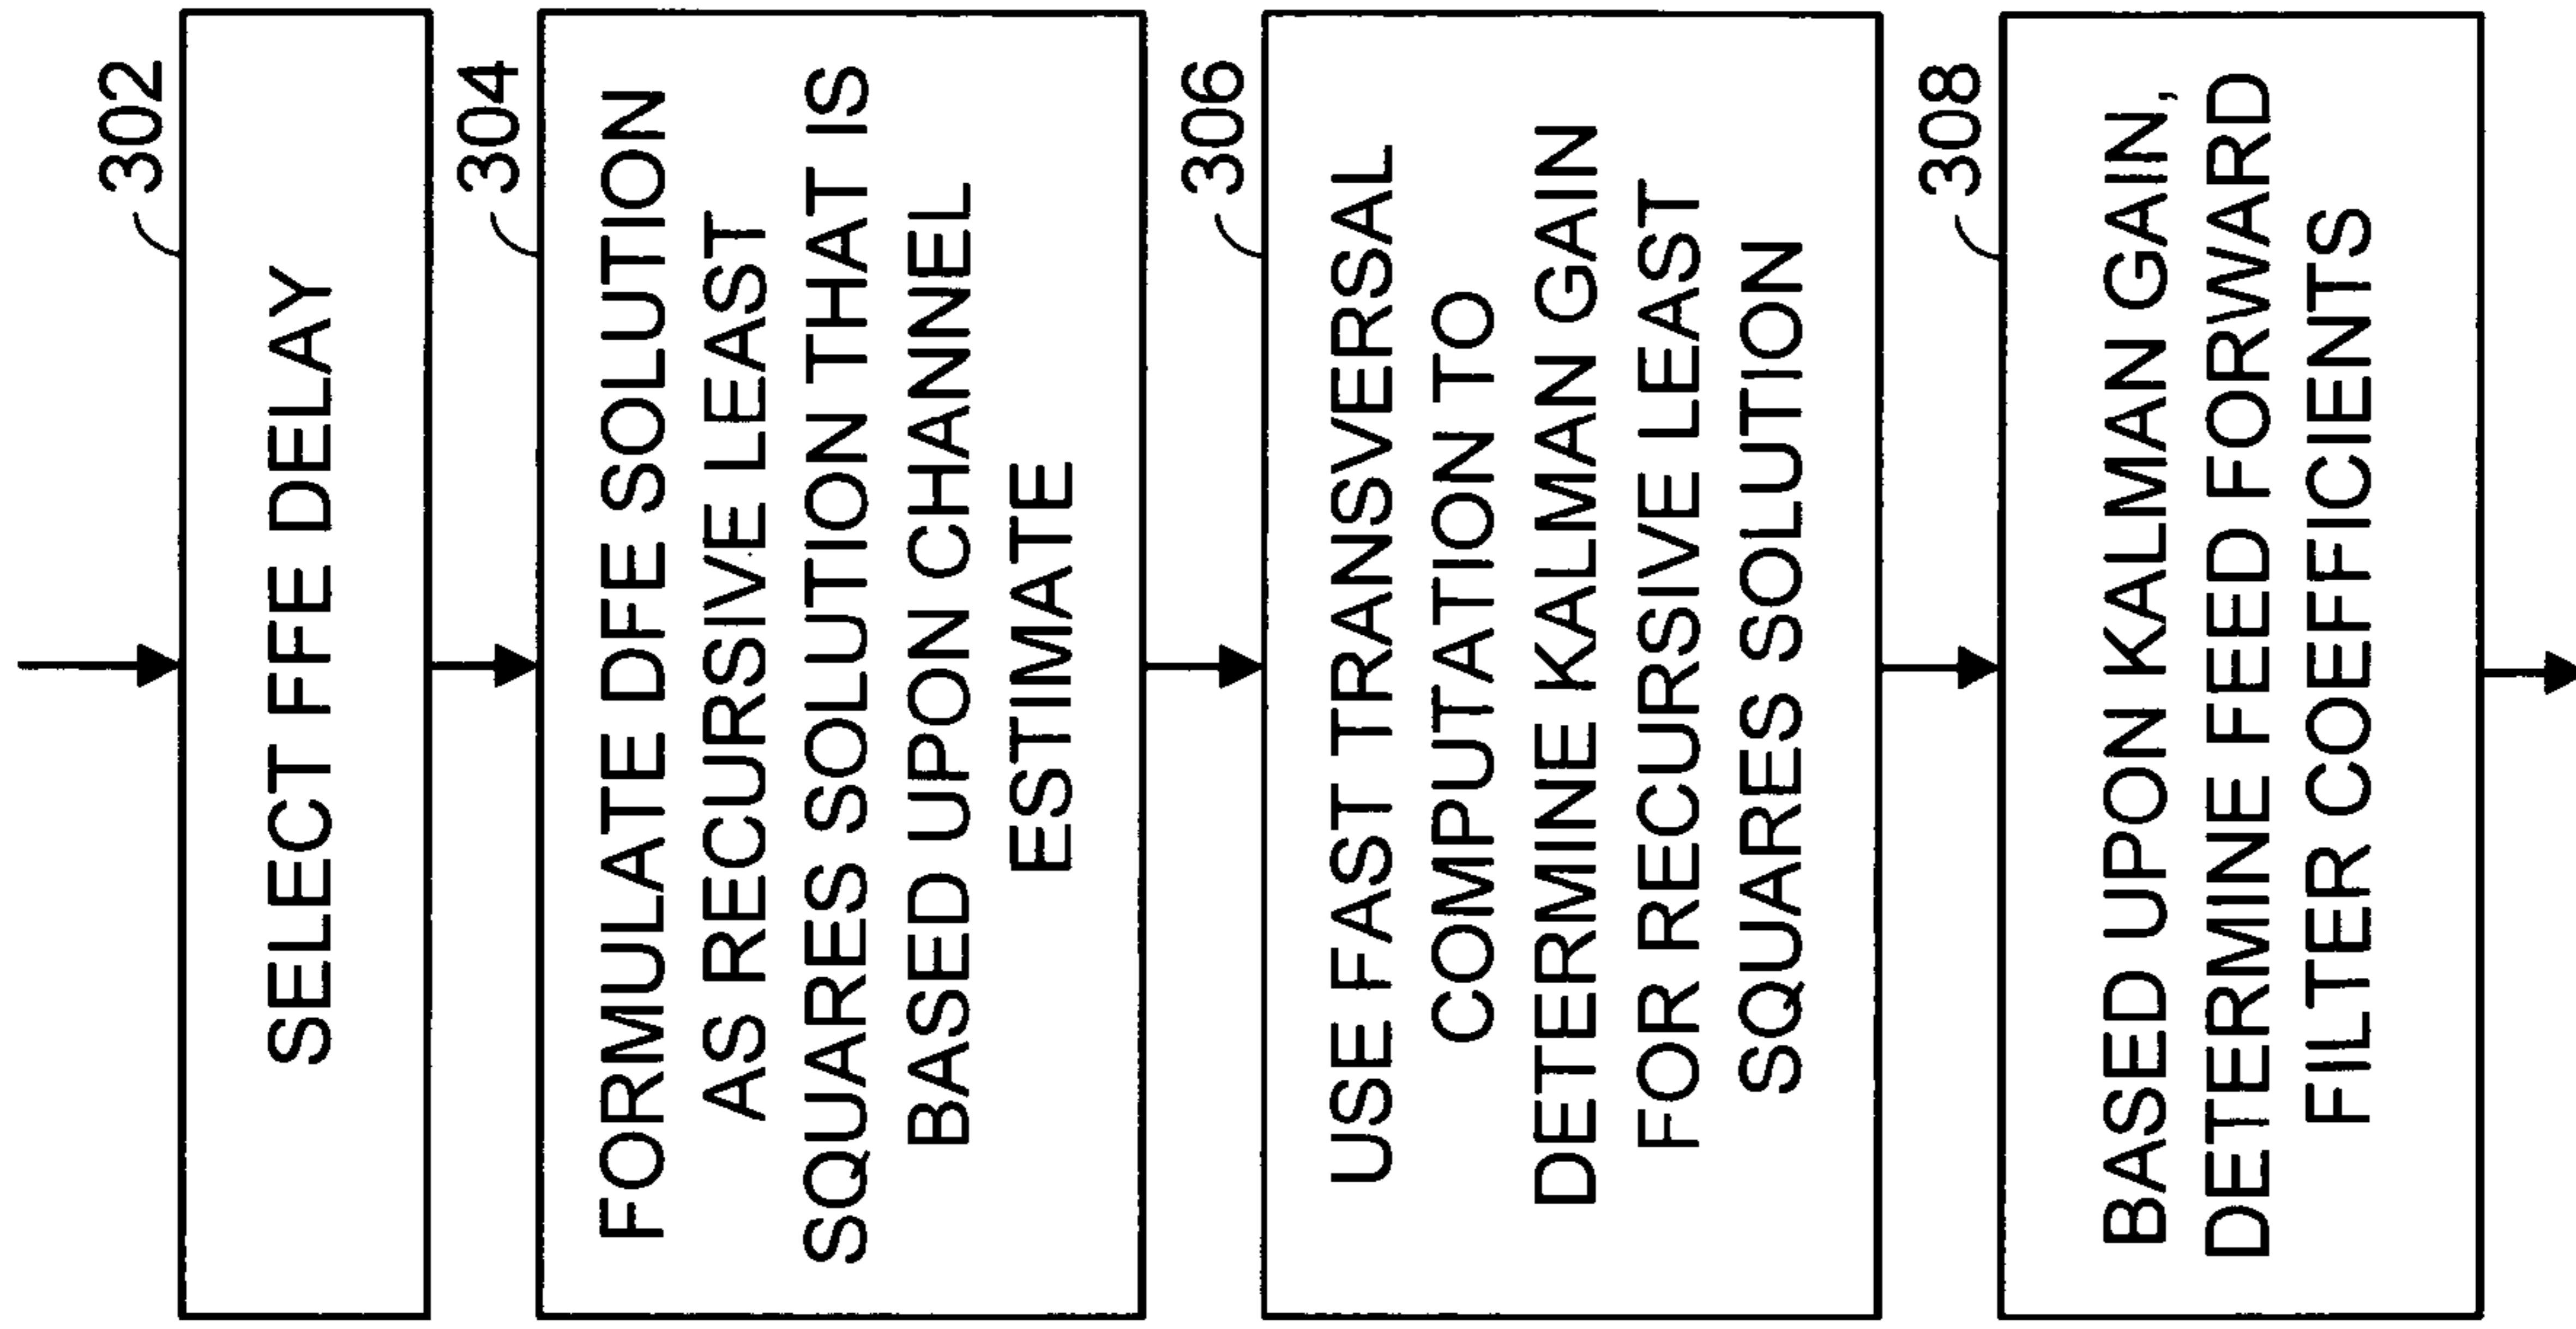 302
SELECT FFE DELAY
304
FORMULATE DFE SOLUTION
AS RECURSIVE LEAST
SQUARES SOLUTION THAT IS
BASED UPON CHANNEL
ESTIMATE
306
USE FAST TRANSVERSAL
COMPUTATION TO
DETERMINE KALMAN GAIN
FOR RECURSIVE LEAST
SQUARES SOLUTION
308
BASED UPON KALMAN GAIN,
DETERMINE FEED FORWARD
FILTER COEFFICIENTS